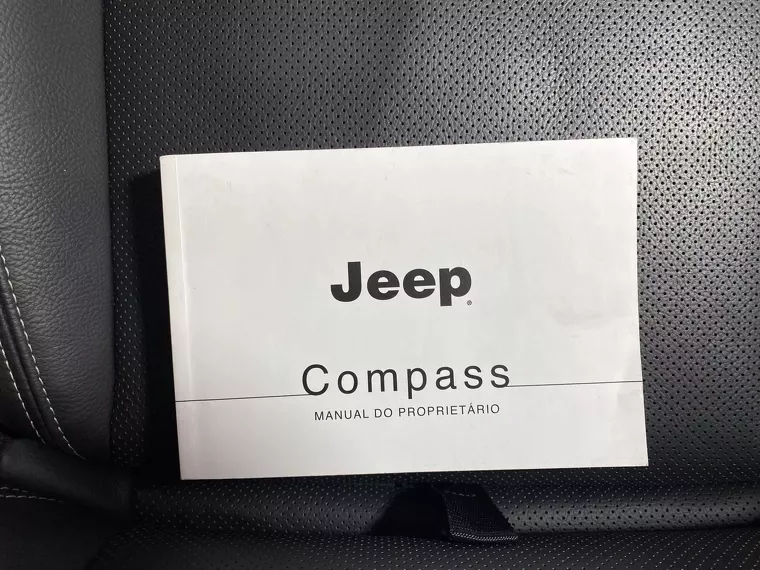 Jeep®
Compass
MANUAL DO PROPRIETÁRIO